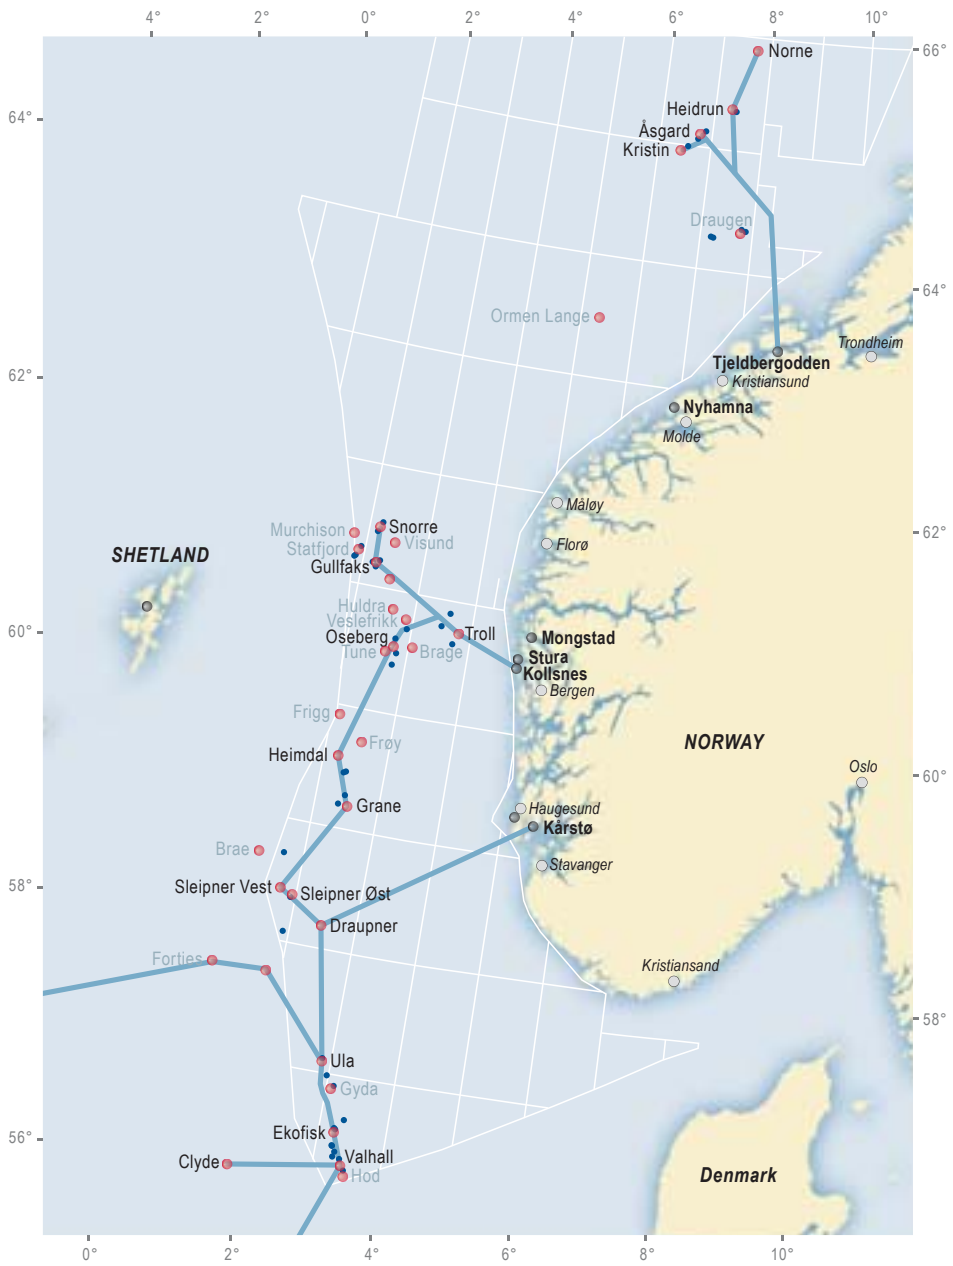 4°
2°
0°
2°
4°
6°
8°
10°
66°
Norne
Heidrun
64°
Åsgard
Kristin
Draugen
64°
Ormen Lange
Trondheim
Tjeldbergodden
62°
Kristiansund
Nyhamna
Molde
Måløy
Murchison
Snorre
62°
Statfjord
Visund
Florø
SHETLAND
Gullfaks
Huldra
Veslefrikk
60°
Oseberg
Troll
Mongstad
Tune
Brage
Stura
Kollsnes
Bergen
Frigg
Frøy
NORWAY
Heimdal
Oslo
60°
Grane
Haugesund
Kårstø
Brae
Stavanger
58°
Sleipner Vest
Sleipner Øst
Draupner
Forties
Kristiansand
58°
Ula
Gyda
56°
Ekofisk
Clyde
Valhall
Hod
Denmark
0°
2°
4°
6°
8°
10°